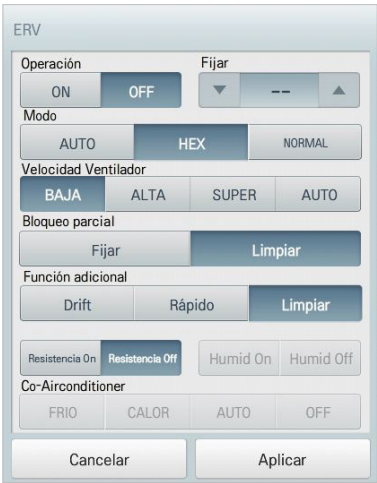 ERV
Operación Fijar
ON OFF --
Modo
AUTO HEX NORMAL
Velocidad Ventilador
BAJA ALTA SUPER AUTO
Bloqueo parcial
Fijar Limpiar
Función adicional
Drift Rápido Limpiar
Resistencia On Resistencia Off Humid On Humid Off
Co-Airconditioner
FRIO CALOR AUTO OFF
Cancelar Aplicar